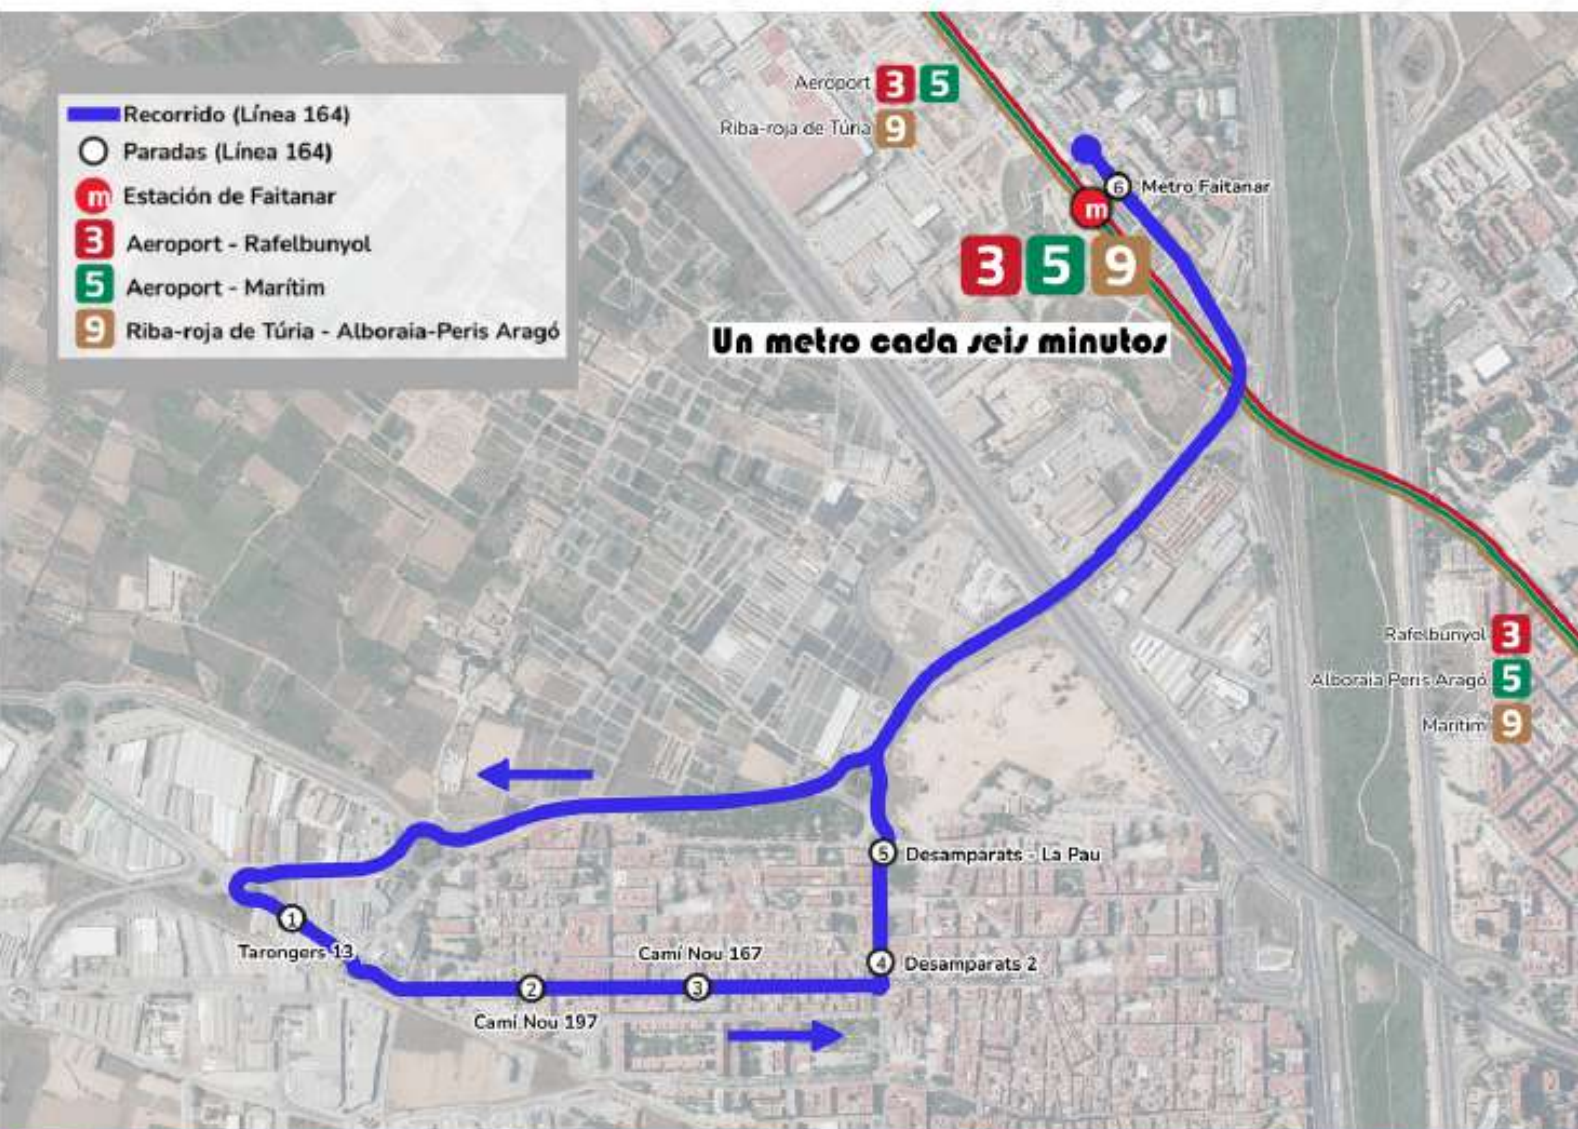 Recorrido (Línea 164)
Paradas (Línea 164)
m Estación de Faitanar
3 Aeroport - Rafelbunyol
5 Aeroport - Marítim
9 Riba-roja de Túria - Alboraia-Peris Aragó
Aeroport 3 5
Riba-roja de Túria 9
6 Metro Faitanar
m
3 5 9
Un metro cada seis minutos
Rafelbunyol 3
Alboraia Peris Aragó 5
Marítim 9
5 Desamparats - La Pau
1
Tarongers 13
Camí Nou 167
4 Desamparats 2
2
3
Camí Nou 197